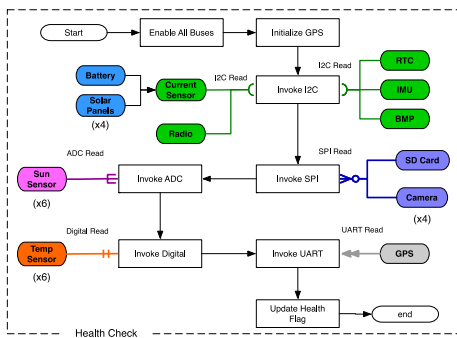 Start
Enable All Buses
Initialize GPS
Battery
Solar
Panels
(x4)
Current
Sensor
I2C Read
Radio
Invoke I2C
I2C Read
RTC
IMU
BMP
ADC Read
Sun
Sensor
(x6)
Invoke ADC
Invoke SPI
SPI Read
SD Card
Camera
(x4)
Digital Read
Temp
Sensor
(x6)
Invoke Digital
Invoke UART
UART Read
GPS
Update Health
Flag
end
Health Check